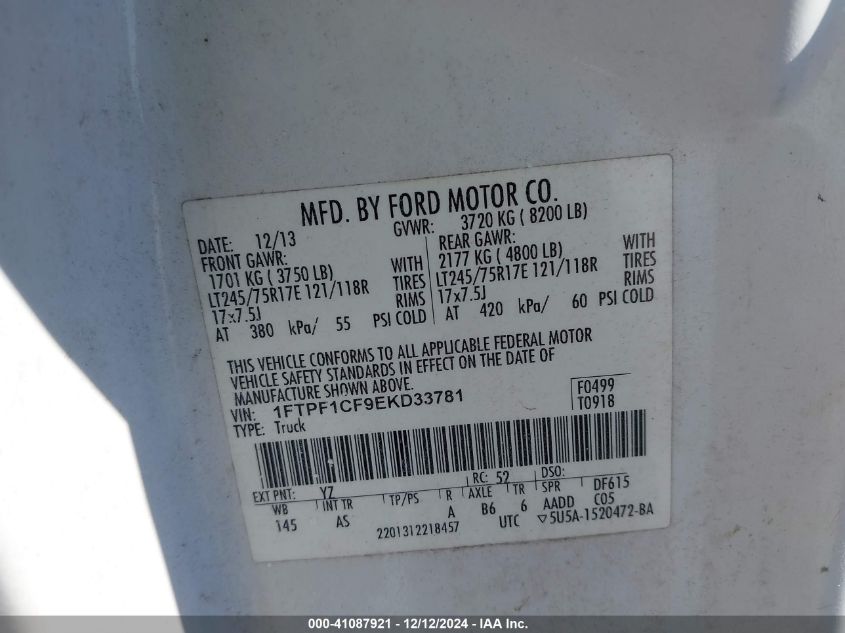 MFD. BY FORD MOTOR CO.
DATE: 12/13 GVWR: 3720 KG ( 8200 LB)
FRONT GAWR: REAR GAWR:
1701 KG ( 3750 LB) WITH 2177 KG ( 4800 LB) WITH
LT245/75R17E 121/118R TIRES LT245/75R17E 121/118R TIRES
17x7.5J RIMS 17x7.5J RIMS
AT 380 kPa/ 55 PSI COLD AT 420 kPa/ 60 PSI COLD
THIS VEHICLE CONFORMS TO ALL APPLICABLE FEDERAL MOTOR
VEHICLE SAFETY STANDARDS IN EFFECT ON THE DATE OF
MANUFACTURE SHOWN ABOVE.
VIN: 1FTPF1CF9EKD33781 F0499
TYPE: Truck T0918
EXT PNT: YZ RC: 52 DSO:
WB INT TR TP/PS R AXLE TR SPR DF615
145 AS A B6 6 AADD C05
2201312218457 UTC ▽5U5A-1520472-BA
000-41087921 - 12/12/2024 - IAA Inc.